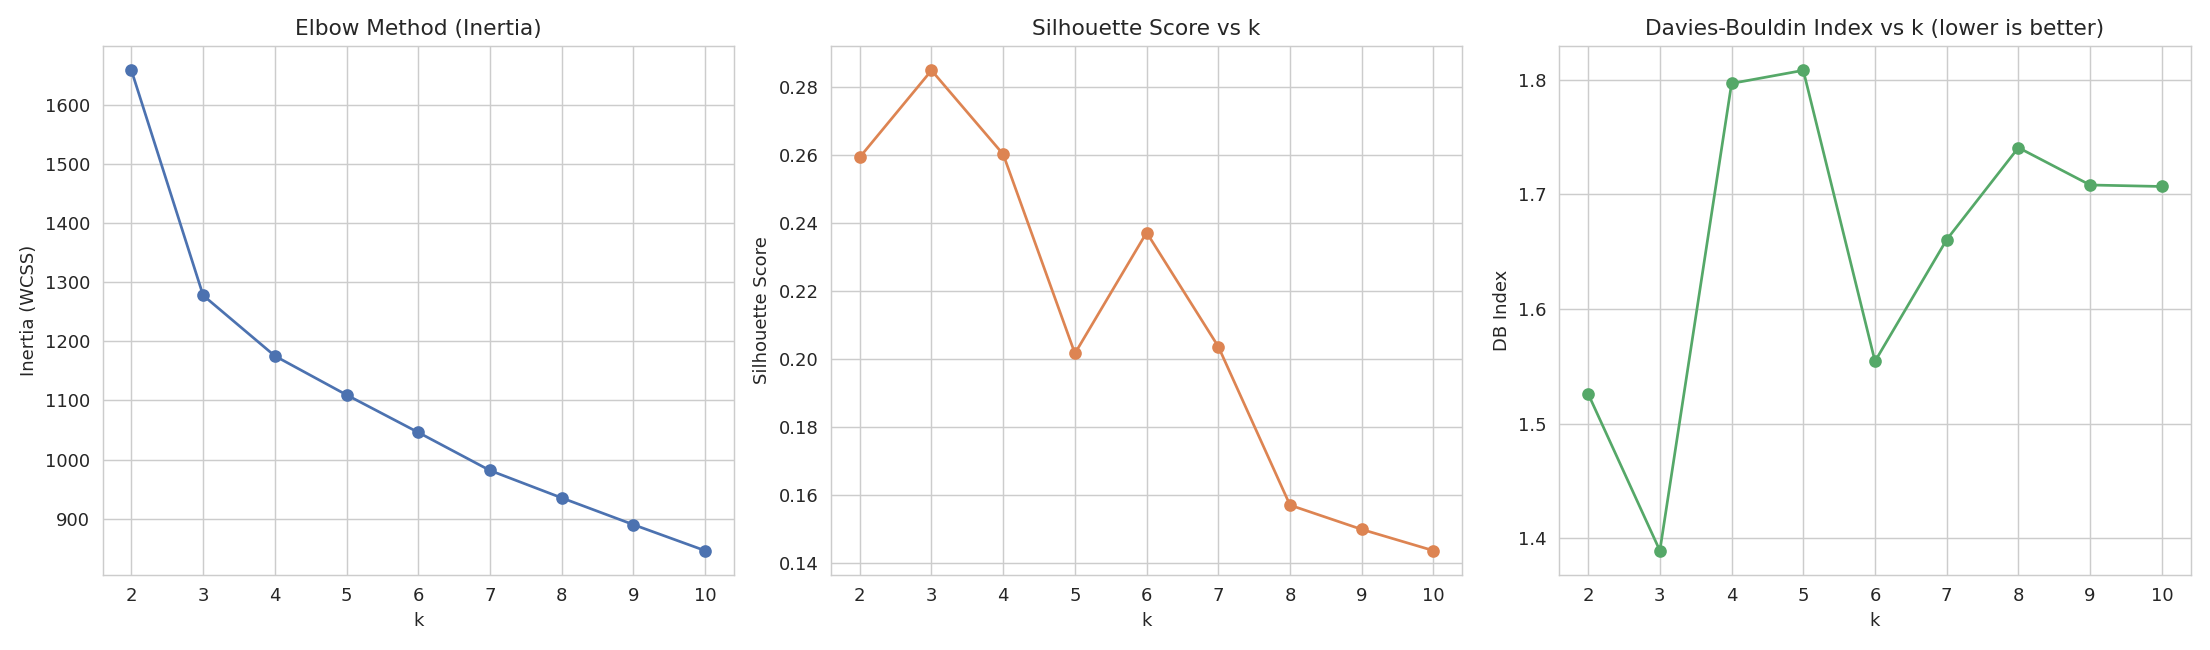 Elbow Method (Inertia)
Inertia (WCSS)
1600
1500
1400
1300
1200
1100
1000
900
2 3 4 5 6 7 8 9 10
k
Silhouette Score vs k
Silhouette Score
0.28
0.26
0.24
0.22
0.20
0.18
0.16
0.14
2 3 4 5 6 7 8 9 10
k
Davies-Bouldin Index vs k (lower is better)
DB Index
1.8
1.7
1.6
1.5
1.4
2 3 4 5 6 7 8 9 10
k